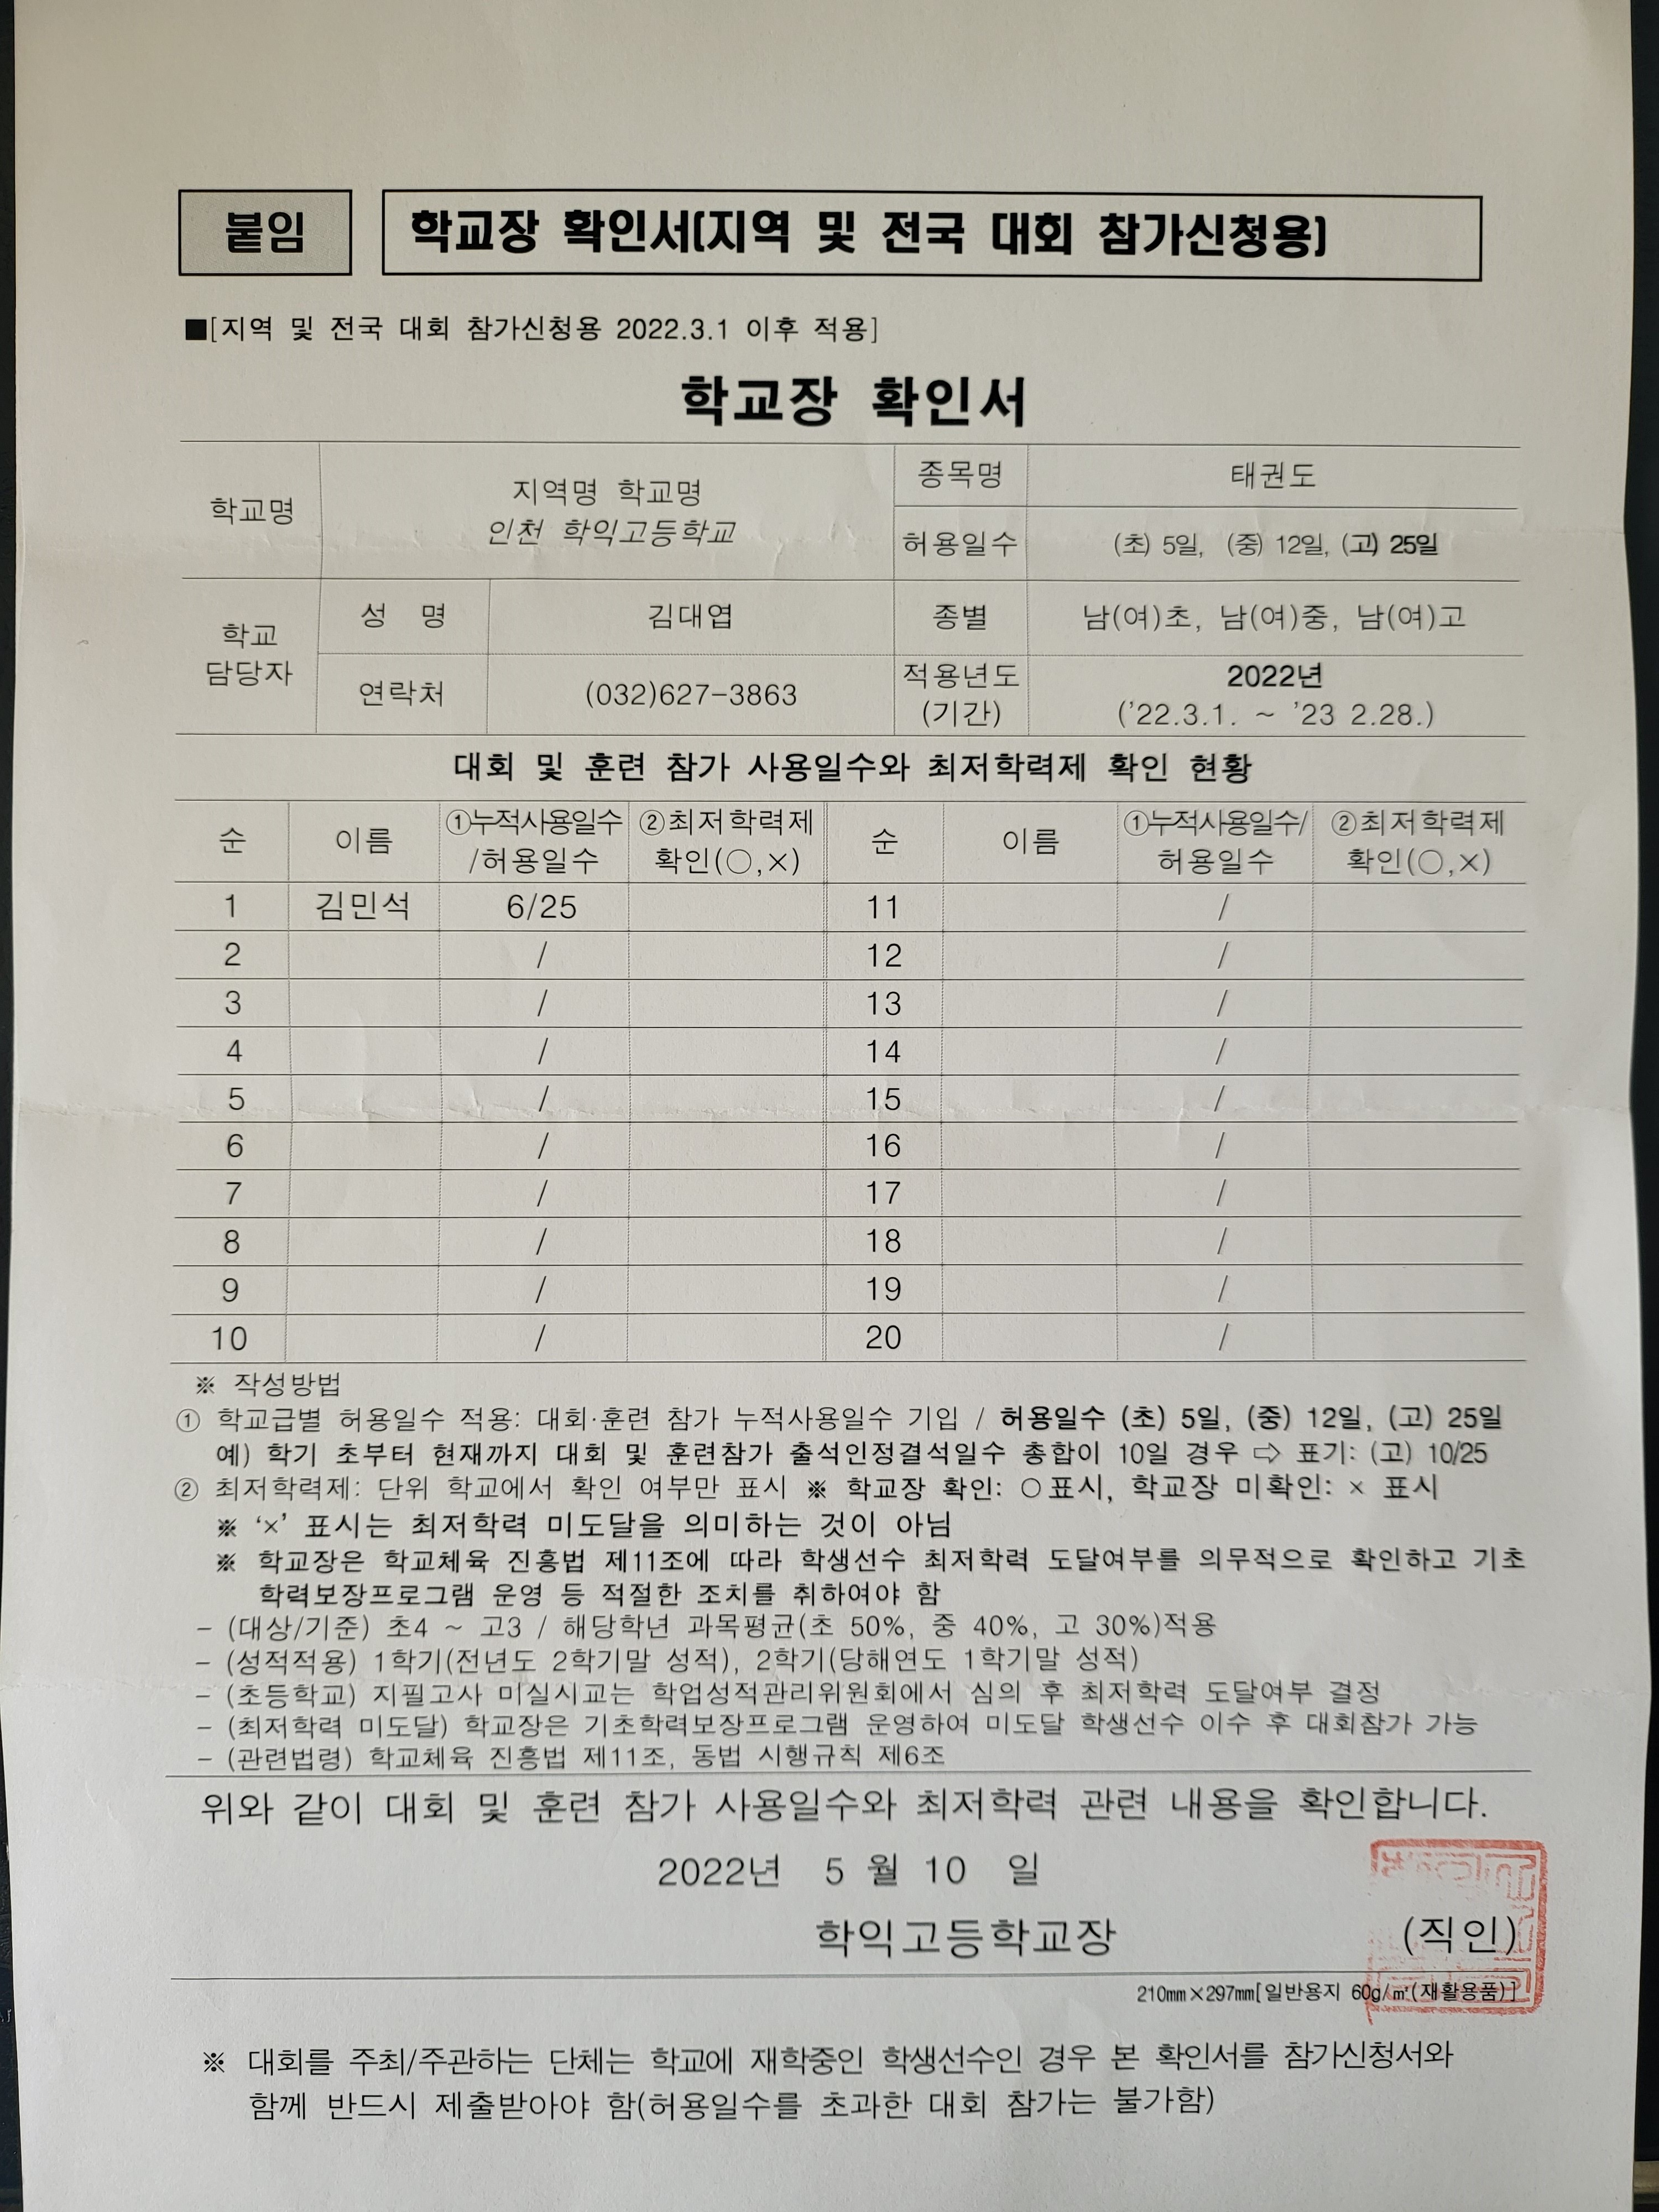 붙임
학교장 확인서(지역 및 전국 대회 참가신청용)
■[지역 및 전국 대회 참가신청용 2022.3.1 이후 적용]
학교장 확인서
학교명
지역명 학교명
인천 학익고등학교
종목명
태권도
허용일수
(초) 5일, (중) 12일, (고) 25일
학교
담당자
성 명
김대엽
종별
남(여)초, 남(여)중, 남(여)고
연락처
(032)627-3863
적용년도
(기간)
2022년
('22.3.1. ~ '23 2.28.)
대회 및 훈련 참가 사용일수와 최저학력제 확인 현황
순
이름
①누적사용일수
/허용일수
②최저학력제
확인(○,×)
순
이름
①누적사용일수/
허용일수
②최저학력제
확인(○,×)
1 김민석 6/25 11 /
2 / 12 /
3 / 13 /
4 / 14 /
5 / 15 /
6 / 16 /
7 / 17 /
8 / 18 /
9 / 19 /
10 / 20 /
※ 작성방법
① 학교급별 허용일수 적용: 대회·훈련 참가 누적사용일수 기입 / 허용일수 (초) 5일, (중) 12일, (고) 25일
예) 학기 초부터 현재까지 대회 및 훈련참가 출석인정결석일수 총합이 10일 경우 ⇨ 표기: (고) 10/25
② 최저학력제: 단위 학교에서 확인 여부만 표시 ※ 학교장 확인: ○표시, 학교장 미확인: × 표시
※ ‘×’ 표시는 최저학력 미도달을 의미하는 것이 아님
※ 학교장은 학교체육 진흥법 제11조에 따라 학생선수 최저학력 도달여부를 의무적으로 확인하고 기초
학력보장프로그램 운영 등 적절한 조치를 취하여야 함
- (대상/기준) 초4 ~ 고3 / 해당학년 과목평균(초 50%, 중 40%, 고 30%)적용
- (성적적용) 1학기(전년도 2학기말 성적), 2학기(당해연도 1학기말 성적)
- (초등학교) 지필고사 미실시교는 학업성적관리위원회에서 심의 후 최저학력 도달여부 결정
- (최저학력 미도달) 학교장은 기초학력보장프로그램 운영하여 미도달 학생선수 이수 후 대회참가 가능
- (관련법령) 학교체육 진흥법 제11조, 동법 시행규칙 제6조
위와 같이 대회 및 훈련 참가 사용일수와 최저학력 관련 내용을 확인합니다.
2022년 5 월 10 일
학익고등학교장 (직인)
210㎜×297㎜[일반용지 60g/㎡(재활용품)]
※ 대회를 주최/주관하는 단체는 학교에 재학중인 학생선수인 경우 본 확인서를 참가신청서와
함께 반드시 제출받아야 함(허용일수를 초과한 대회 참가는 불가함)